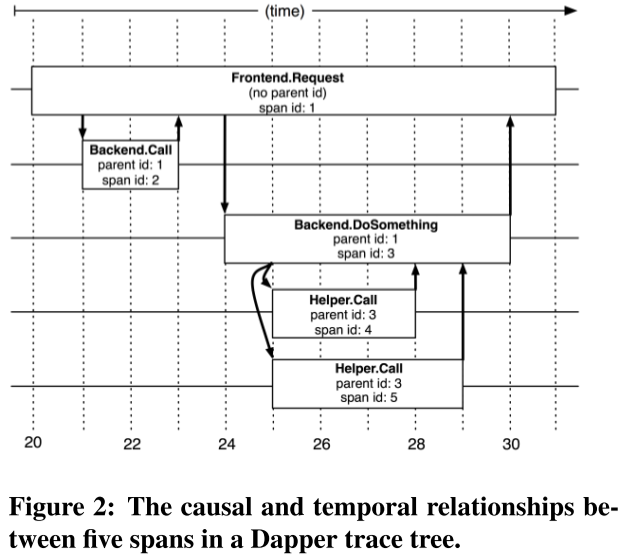 (time)
Frontend.Request
(no parent id)
span id: 1
Backend.Call
parent id: 1
span id: 2
Backend.DoSomething
parent id: 1
span id: 3
Helper.Call
parent id: 3
span id: 4
Helper.Call
parent id: 3
span id: 5
20 22 24 26 28 30
Figure 2: The causal and temporal relationships be-
tween five spans in a Dapper trace tree.